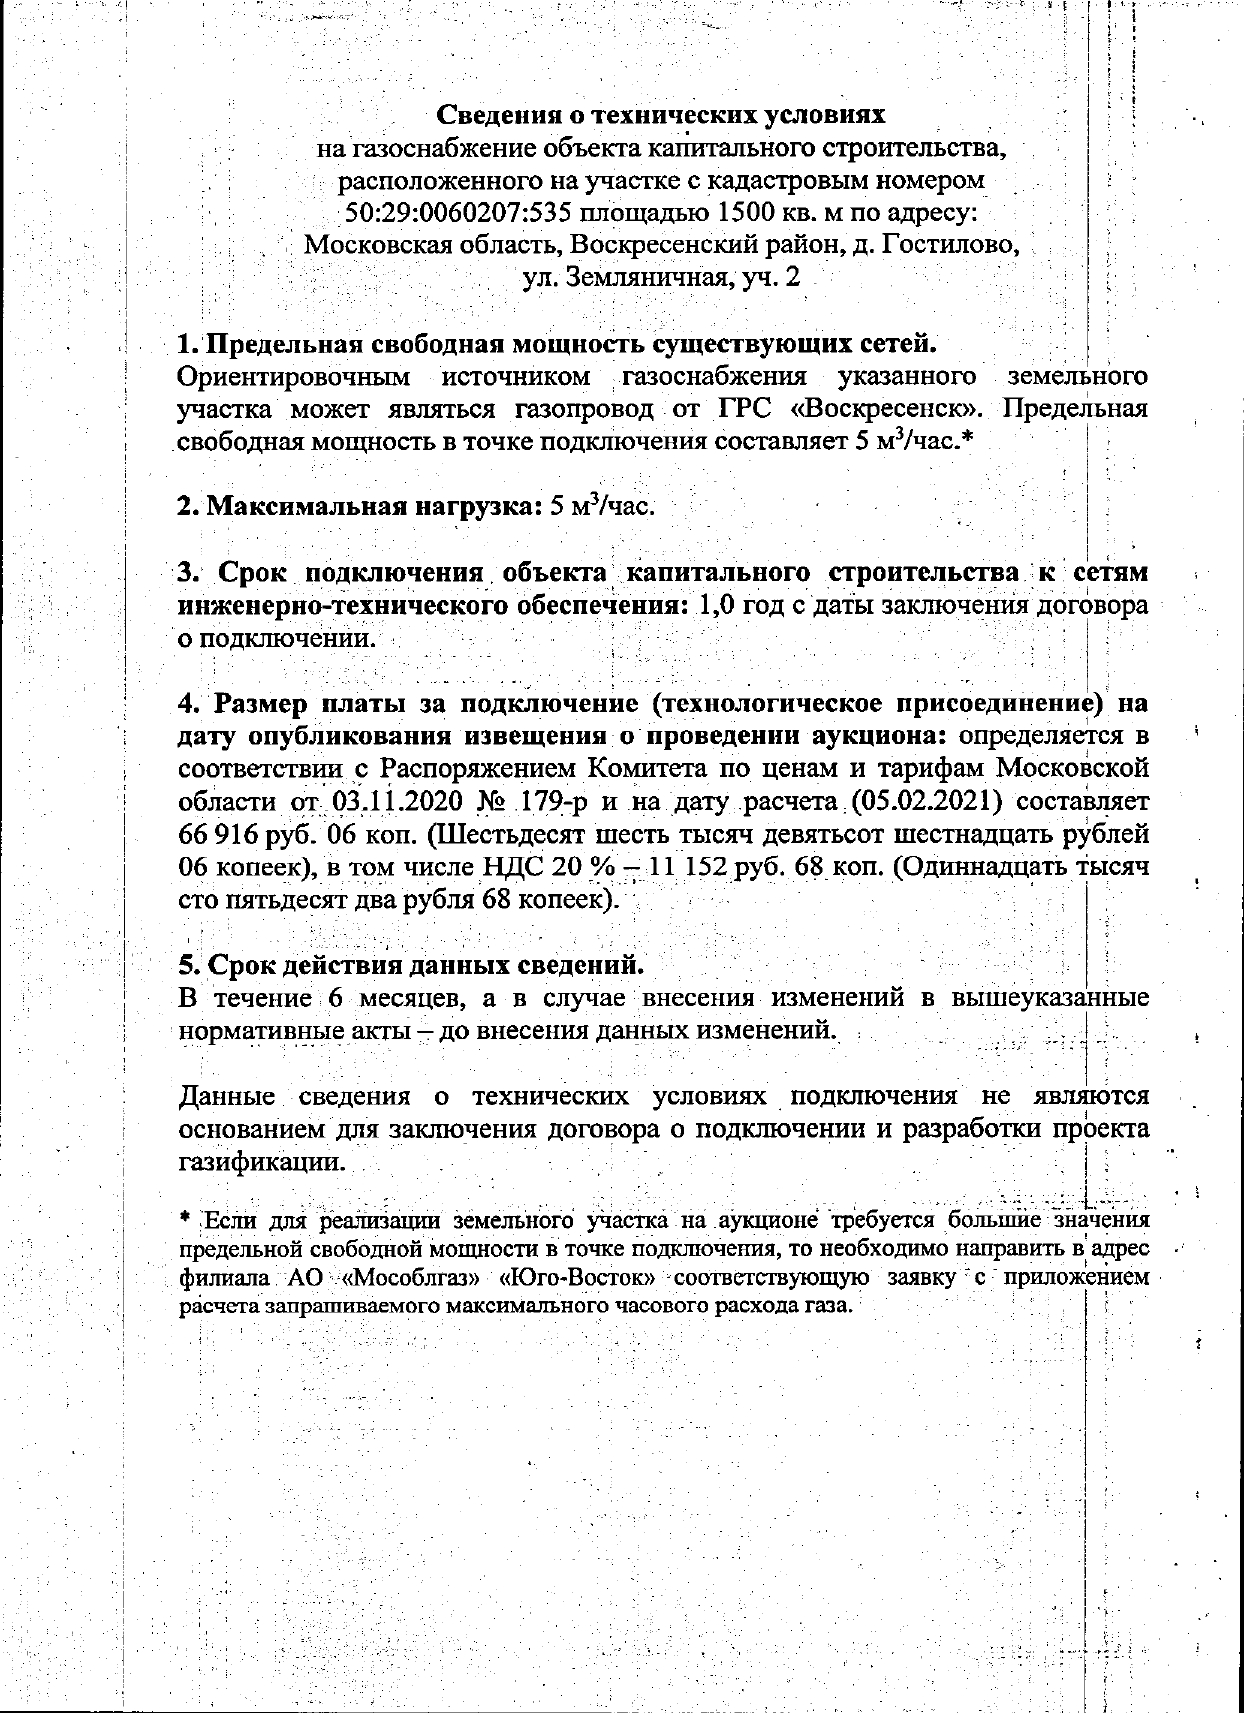 Сведения о технических условиях
на газоснабжение объекта капитального строительства,
расположенного на участке с кадастровым номером
50:29:0060207:535 площадью 1500 кв. м по адресу:
Московская область, Воскресенский район, д. Гостилово,
ул. Земляничная, уч. 2
1. Предельная свободная мощность существующих сетей.
Ориентировочным источником газоснабжения указанного земельного
участка может являться газопровод от ГРС «Воскресенск». Предельная
свободная мощность в точке подключения составляет 5 м³/час.*
2. Максимальная нагрузка: 5 м³/час.
3. Срок подключения объекта капитального строительства к сетям
инженерно-технического обеспечения: 1,0 год с даты заключения договора
о подключении.
4. Размер платы за подключение (технологическое присоединение) на
дату опубликования извещения о проведении аукциона: определяется в
соответствии с Распоряжением Комитета по ценам и тарифам Московской
области от 03.11.2020 № 179-р и на дату расчета (05.02.2021) составляет
66 916 руб. 06 коп. (Шестьдесят шесть тысяч девятьсот шестнадцать рублей
06 копеек), в том числе НДС 20 % – 11 152 руб. 68 коп. (Одиннадцать тысяч
сто пятьдесят два рубля 68 копеек).
5. Срок действия данных сведений.
В течение 6 месяцев, а в случае внесения изменений в вышеуказанные
нормативные акты – до внесения данных изменений.
Данные сведения о технических условиях подключения не являются
основанием для заключения договора о подключении и разработки проекта
газификации.
* Если для реализации земельного участка на аукционе требуется большие значения
предельной свободной мощности в точке подключения, то необходимо направить в адрес
филиала АО «Мособлгаз» «Юго-Восток» соответствующую заявку с приложением
расчета запрашиваемого максимального часового расхода газа.